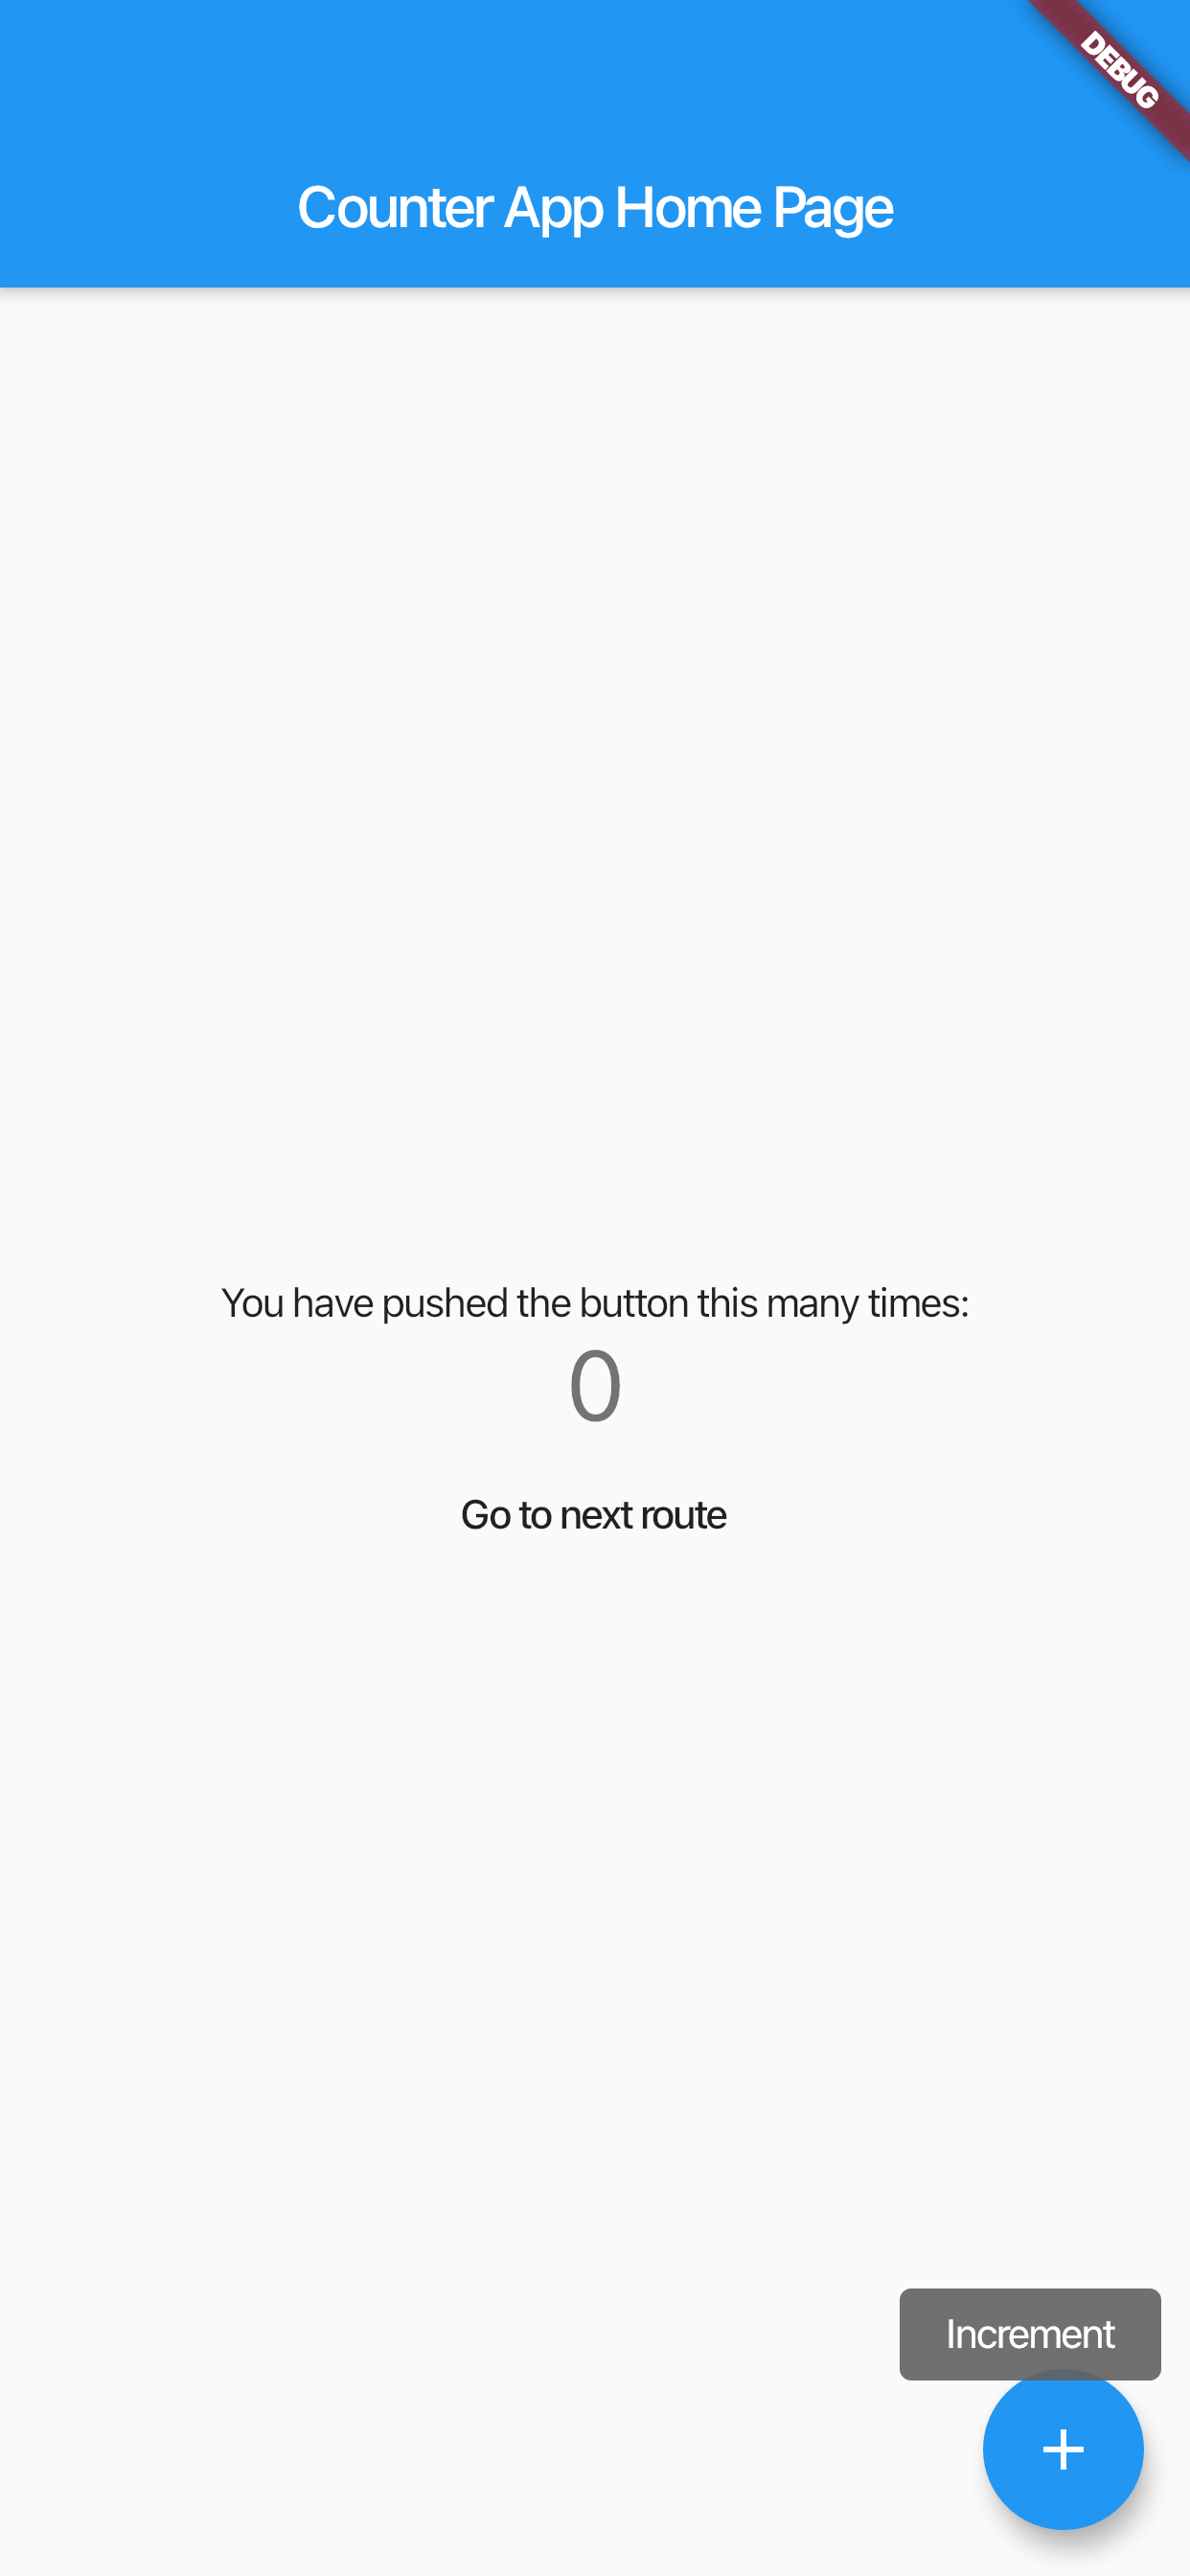 DEBUG
Counter App Home Page
You have pushed the button this many times:
0
Go to next route
Increment
+